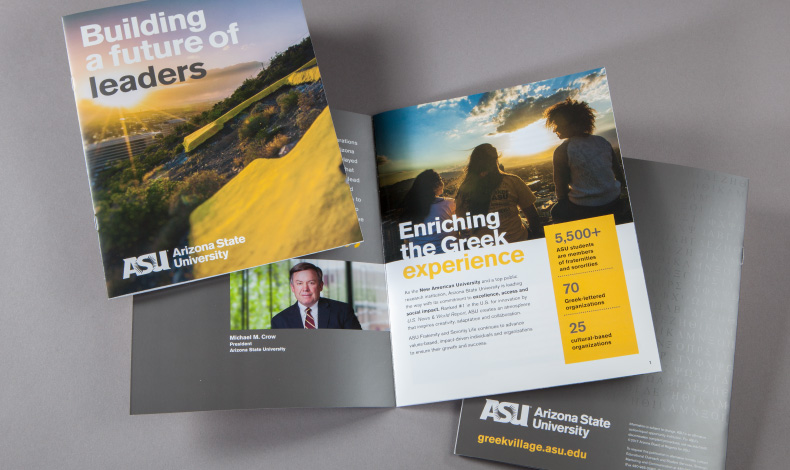 Building
a future of
leaders
ASU Arizona State
University
Michael M. Crow
President
Arizona State University
Enriching
the Greek
experience
As the New American University and a top public
research institution, Arizona State University is leading
the way with its commitment to excellence, access and
social impact. Ranked #1 in the U.S. for innovation by
U.S. News & World Report, ASU creates an atmosphere
that inspires creativity, adaptation and collaboration.
ASU Fraternity and Sorority Life continues to advance
values-based, impact driven individuals and organizations
to ensure their growth and success.
5,500+
ASU students
are members
of fraternities
and sororities
70
Greek-lettered
organizations
25
cultural-based
organizations
1
ASU
ASU Arizona State
University
greekvillage.asu.edu